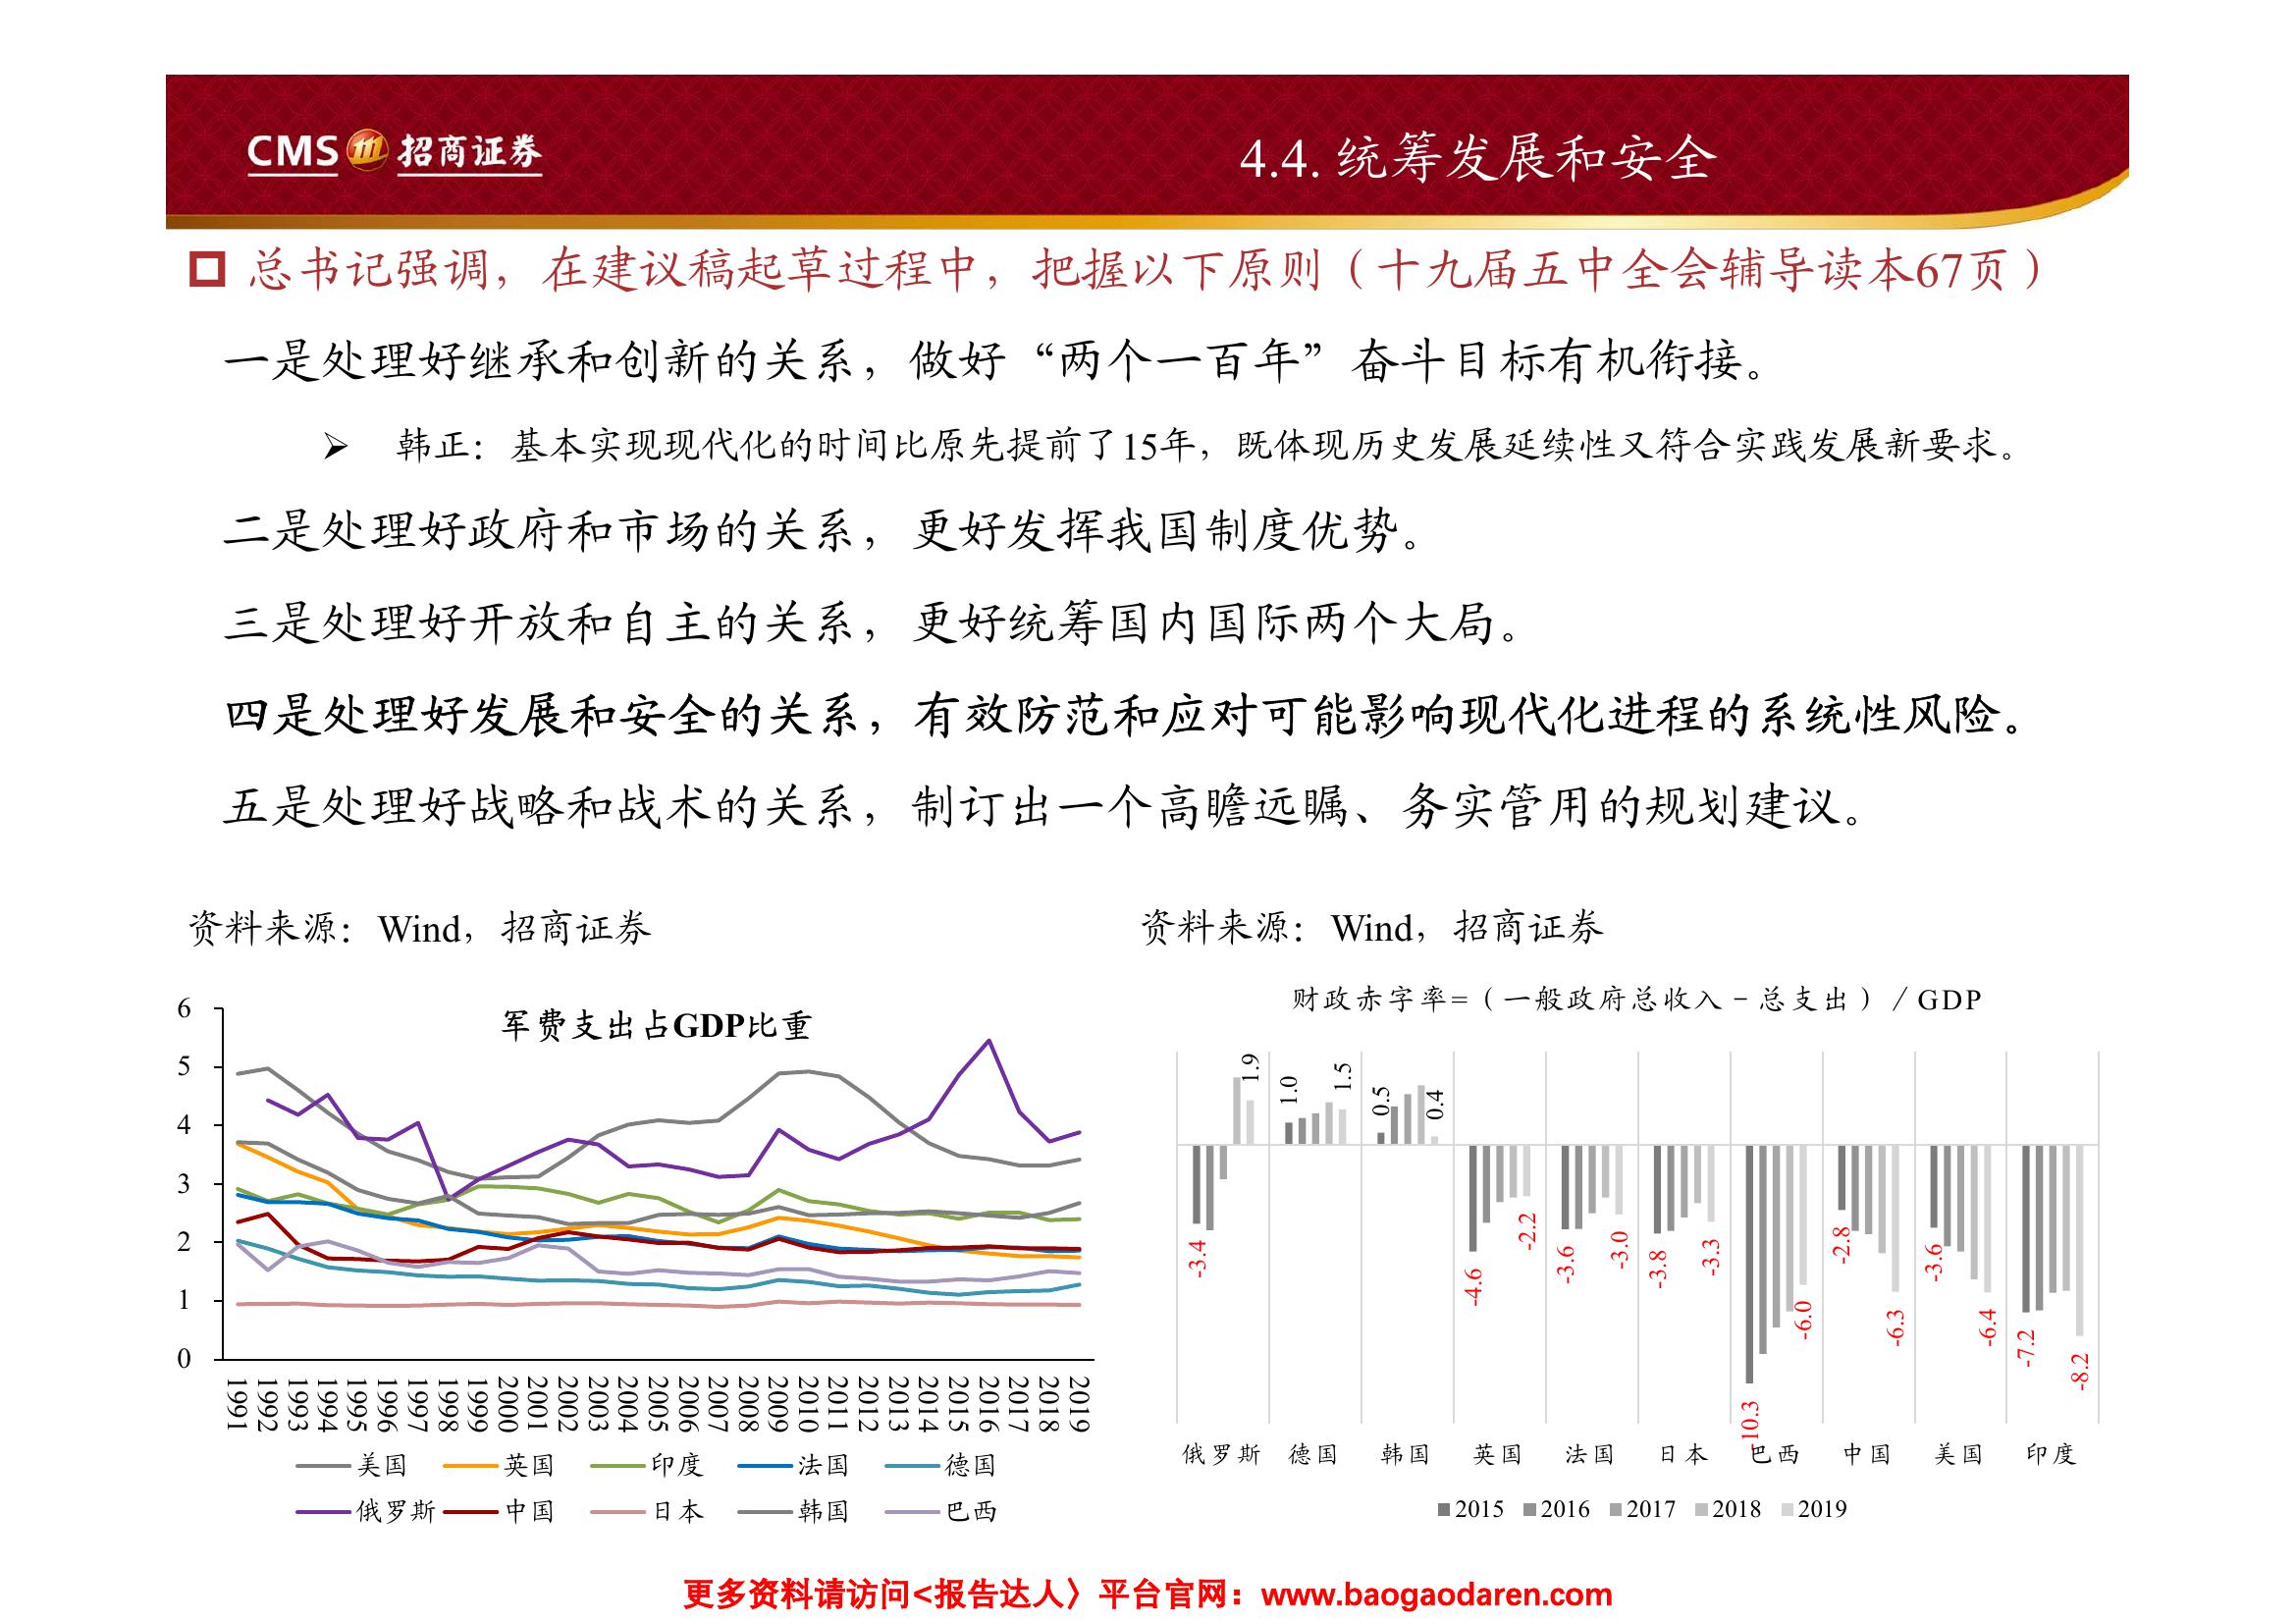 CMS 招商证券
4.4. 统筹发展和安全
总书记强调，在建议稿起草过程中，把握以下原则（十九届五中全会辅导读本67页）
一是处理好继承和创新的关系，做好“两个一百年”奋斗目标有机衔接。
韩正：基本实现现代化的时间比原先提前了15年，既体现历史发展延续性又符合实践发展新要求。
二是处理好政府和市场的关系，更好发挥我国制度优势。
三是处理好开放和自主的关系，更好统筹国内国际两个大局。
四是处理好发展和安全的关系，有效防范和应对可能影响现代化进程的系统性风险。
五是处理好战略和战术的关系，制订出一个高瞻远瞩、务实管用的规划建议。
资料来源：Wind，招商证券
军费支出占GDP比重
6
5
4
3
2
1
0
1991 1992 1993 1994 1995 1996 1997 1998 1999 2000 2001 2002 2003 2004 2005 2006 2007 2008 2009 2010 2011 2012 2013 2014 2015 2016 2017 2018 2019
美国 英国 印度 法国 德国
俄罗斯 中国 日本 韩国 巴西
资料来源：Wind，招商证券
财政赤字率=（一般政府总收入－总支出）／GDP
-3.4 1.9 1.0 1.5 0.5 0.4 -4.6 -2.2 -3.6 -3.0 -3.8 -3.3 -10.3 -6.0 -2.8 -6.3 -3.6 -6.4 -7.2 -8.2
俄罗斯 德国 韩国 英国 法国 日本 巴西 中国 美国 印度
2015 2016 2017 2018 2019
更多资料请访问<报告达人〉平台官网：www.baogaodaren.com